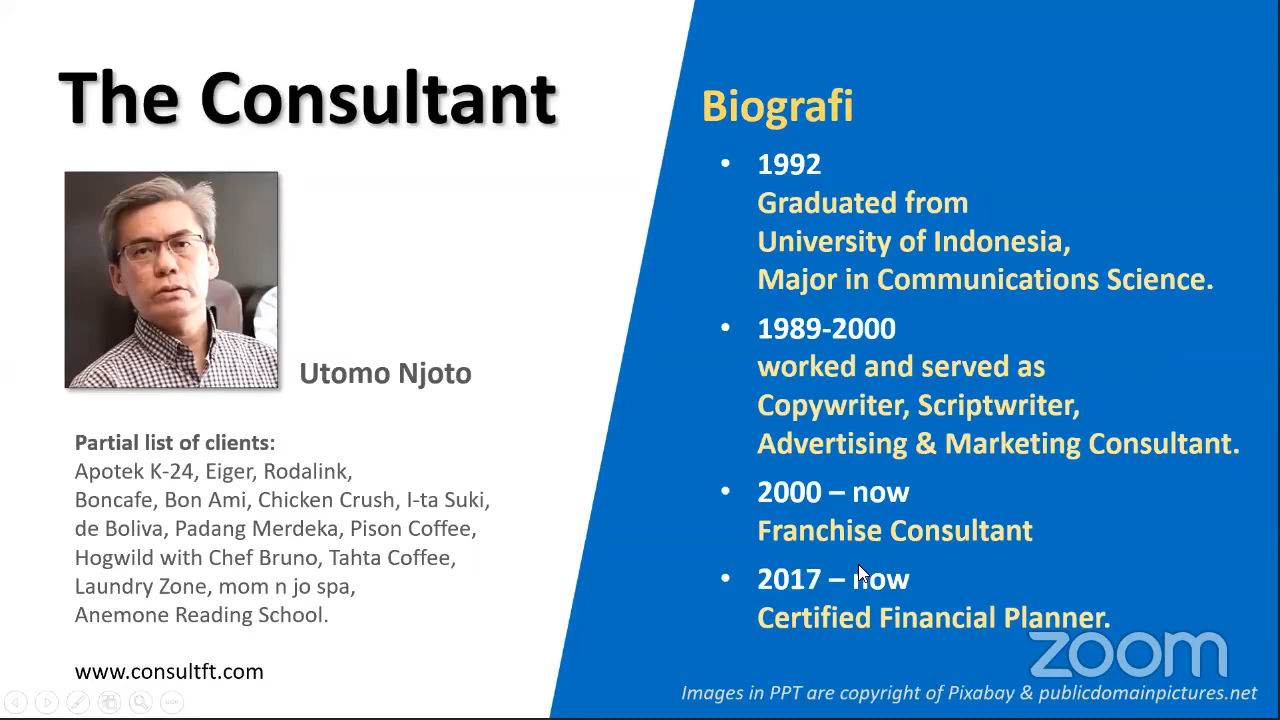 The Consultant
Utomo Njoto
Partial list of clients:
Apotek K-24, Eiger, Rodalink,
Boncafe, Bon Ami, Chicken Crush, I-ta Suki,
de Boliva, Padang Merdeka, Pison Coffee,
Hogwild with Chef Bruno, Tahta Coffee,
Laundry Zone, mom n jo spa,
Anemone Reading School.
www.consultft.com
Biografi
• 1992
Graduated from
University of Indonesia,
Major in Communications Science.
• 1989-2000
worked and served as
Copywriter, Scriptwriter,
Advertising & Marketing Consultant.
• 2000 – now
Franchise Consultant
• 2017 – now
Certified Financial Planner.
zoom
Images in PPT are copyright of Pixabay & publicdomainpictures.net